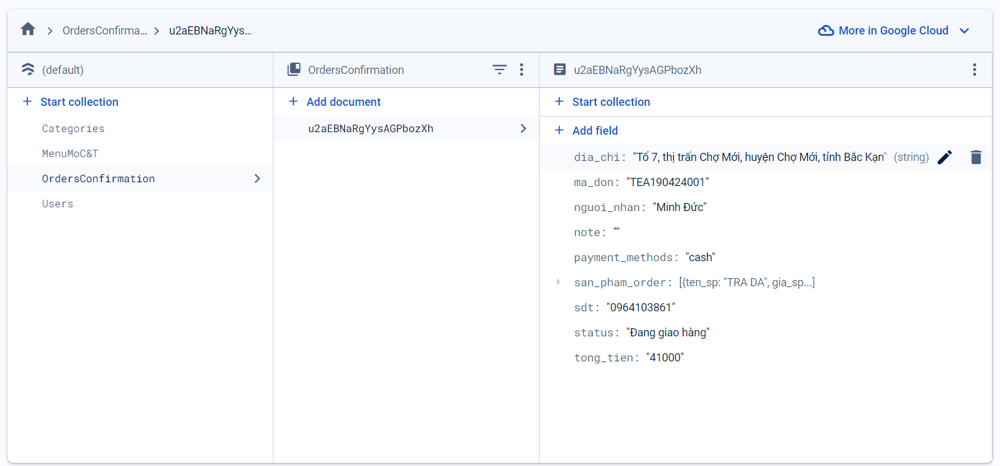 OrdersConfirma... u2aEBNaRgYys... More in Google Cloud
(default)
Start collection
Categories
MenuMoC&T
OrdersConfirmation
Users
OrdersConfirmation
Add document
u2aEBNaRgYysAGPbozXh
u2aEBNaRgYysAGPbozXh
Start collection
Add field
dia_chi: "Tổ 7, thị trấn Chợ Mới, huyện Chợ Mới, tỉnh Bắc Kạn" (string)
ma_don: "TEA190424001"
nguoi_nhan: "Minh Đức"
note: ""
payment_methods: "cash"
san_pham_order: [{ten_sp: "TRA DA", gia_sp...]
sdt: "0964103861"
status: "Đang giao hàng"
tong_tien: "41000"